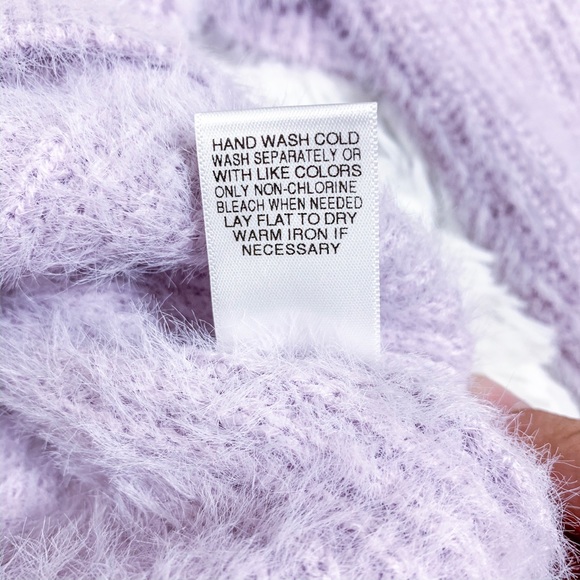 HAND WASH COLD
WASH SEPARATELY OR
WITH LIKE COLORS
ONLY NON-CHLORINE
BLEACH WHEN NEEDED
LAY FLAT TO DRY
WARM IRON IF
NECESSARY